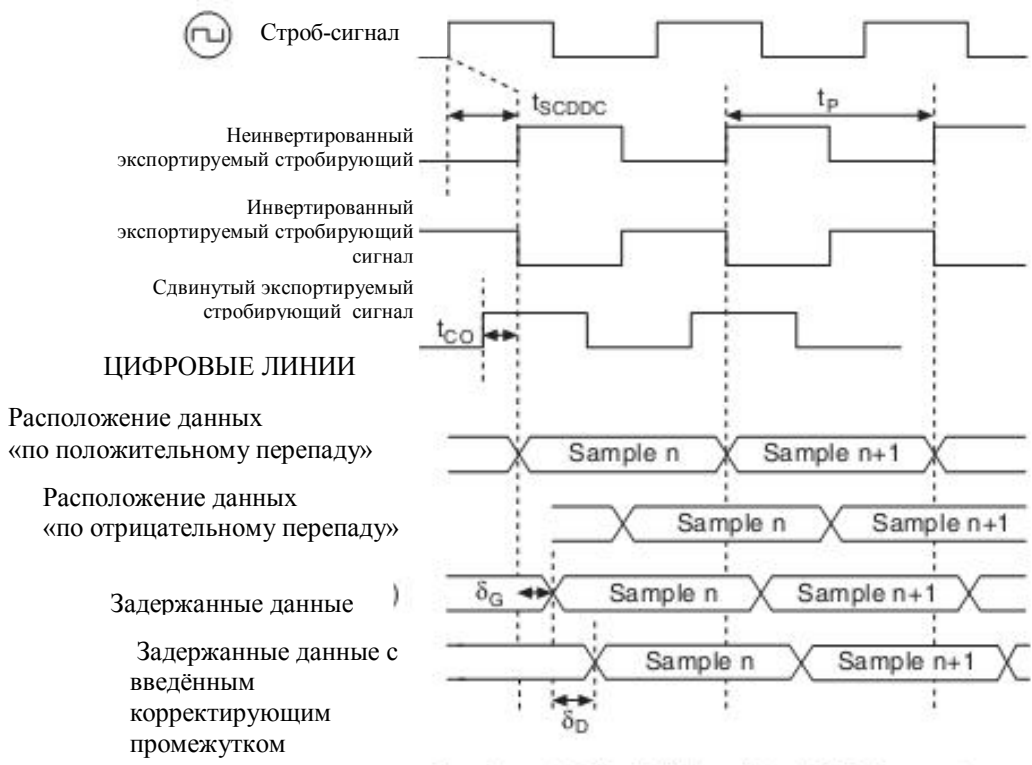 Строб-сигнал
tSCDDC
tP
Неинвертированный
экспортируемый стробирующий
Инвертированный
экспортируемый стробирующий
сигнал
Сдвинутый экспортируемый
стробирующий сигнал
tCO
ЦИФРОВЫЕ ЛИНИИ
Расположение данных
«по положительному перепаду»
Sample n
Sample n+1
Расположение данных
«по отрицательному перепаду»
Sample n
Sample n+1
Задержанные данные
)
δG
Sample n
Sample n+1
Задержанные данные с
введённым
корректирующим
промежутком
Sample n
Sample n+1
δD